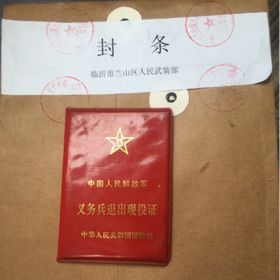 封 条
临沂市兰山区人民武装部
中国人民解放军
义务兵退出现役证
中华人民共和国国防部